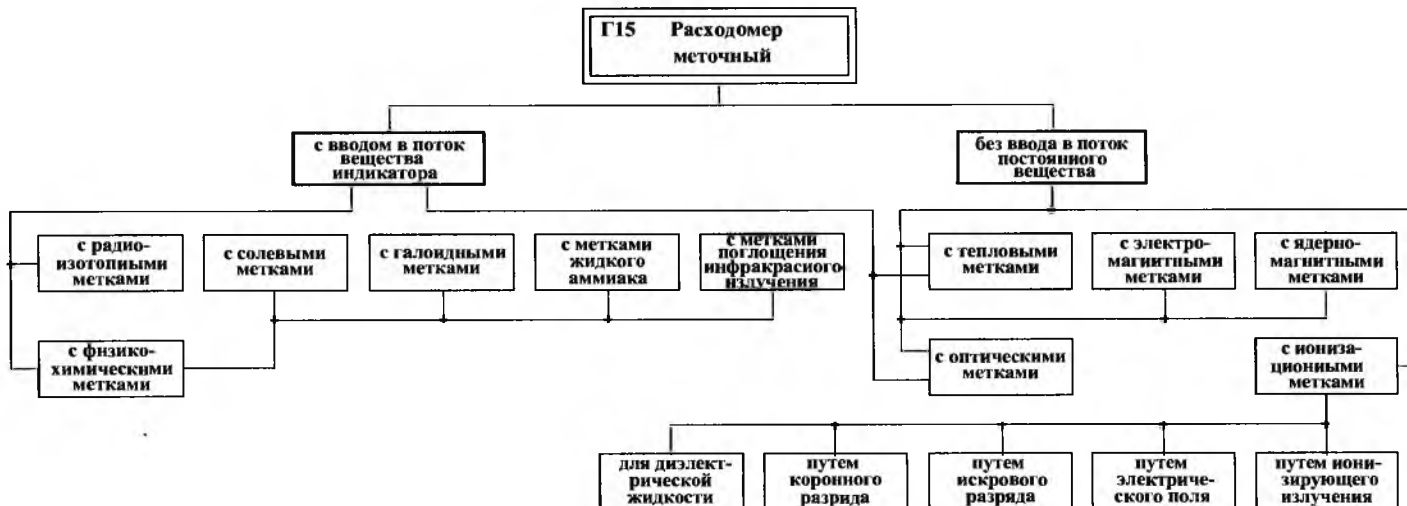 Г15 Расходомер
меточный
с вводом в поток
вещества
индикатора
без ввода в поток
постоянного
вещества
с радио-
изотопными
метками
с солевыми
метками
с галоидными
метками
с метками
жидкого
аммиака
с метками
поглощения
инфракрасного
излучения
с тепловыми
метками
с электро-
магнитными
метками
с ядерно-
магнитными
метками
с физико-
химическими
метками
с оптическими
метками
с иониза-
ционными
метками
для диэлект-
рической
жидкости
путем
коронного
разрида
путем
искрового
разряда
путем
электриче-
ского поля
путем иони-
зирующего
излучения